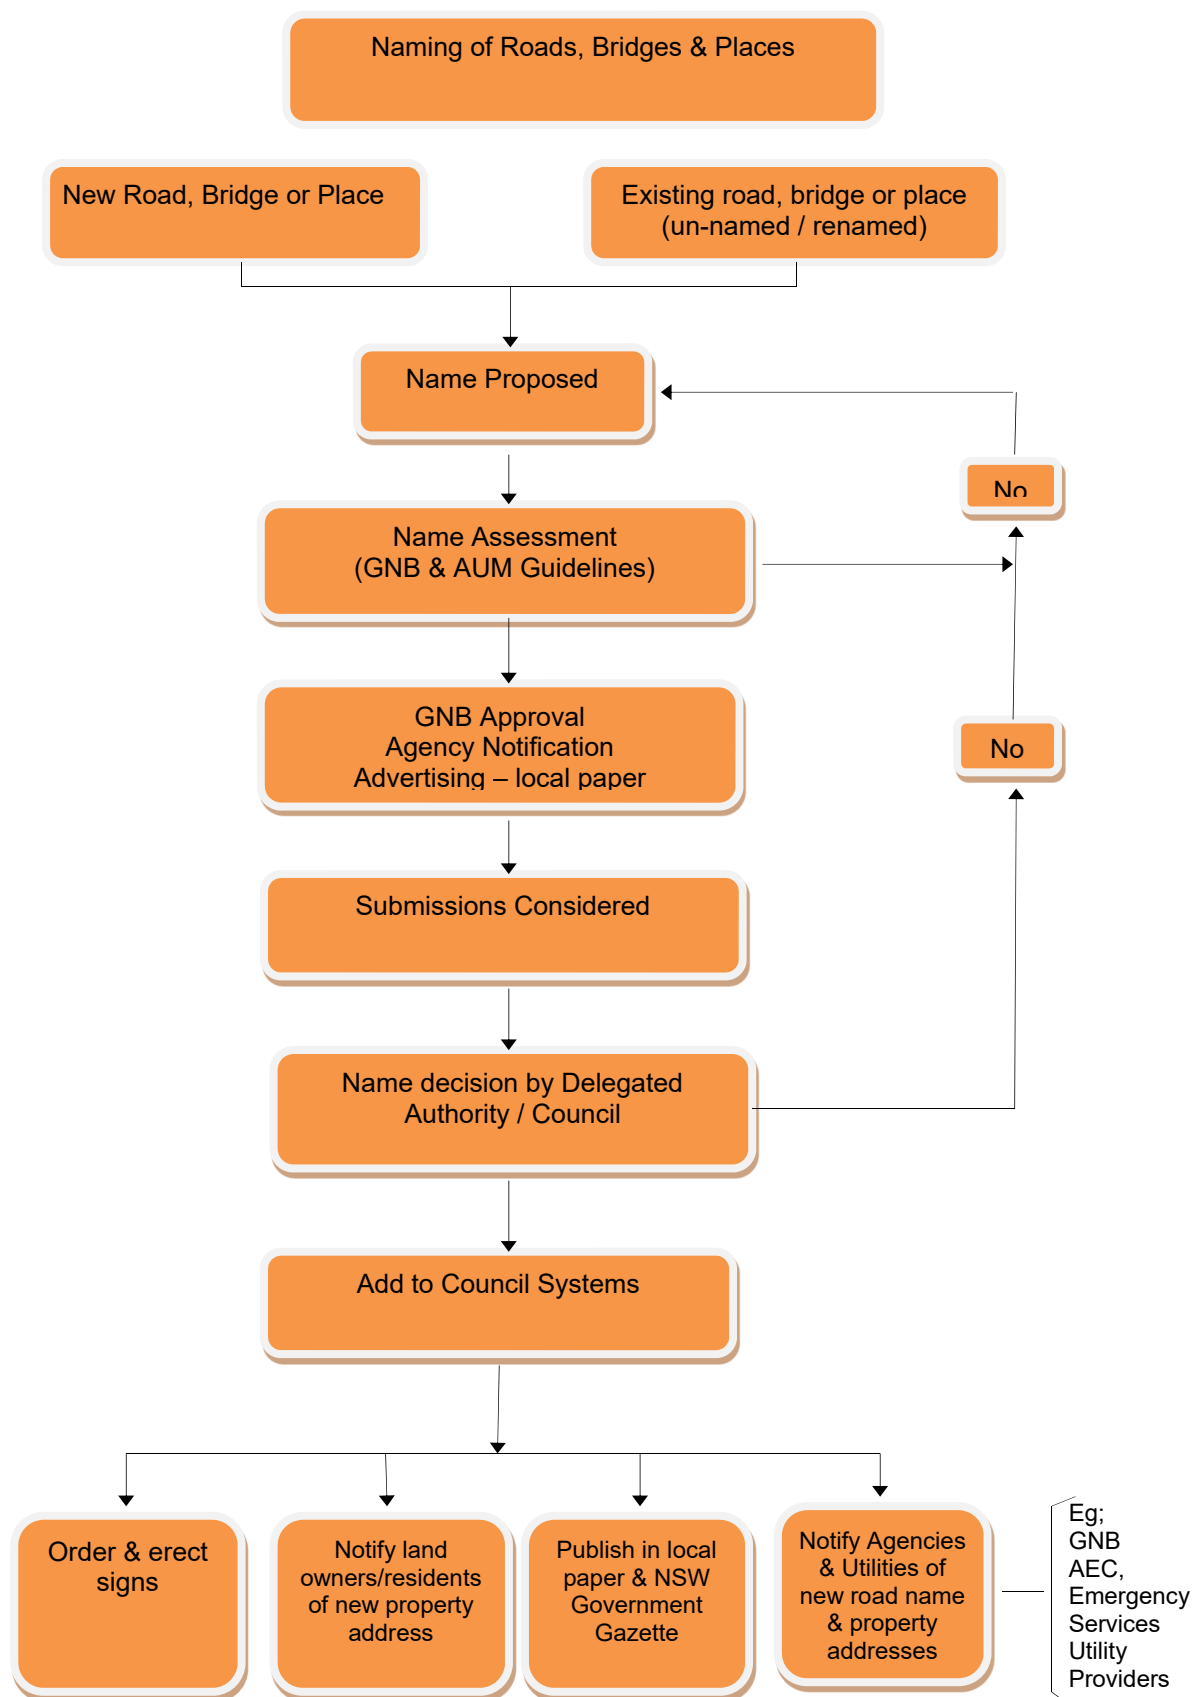 Naming of Roads, Bridges & Places
New Road, Bridge or Place
Existing road, bridge or place
(un-named / renamed)
Name Proposed
No
Name Assessment
(GNB & AUM Guidelines)
GNB Approval
Agency Notification
Advertising – local paper
No
Submissions Considered
Name decision by Delegated
Authority / Council
Add to Council Systems
Order & erect
signs
Notify land
owners/residents
of new property
address
Publish in local
paper & NSW
Government
Gazette
Notify Agencies
& Utilities of
new road name
& property
addresses
Eg;
GNB
AEC,
Emergency
Services
Utility
Providers